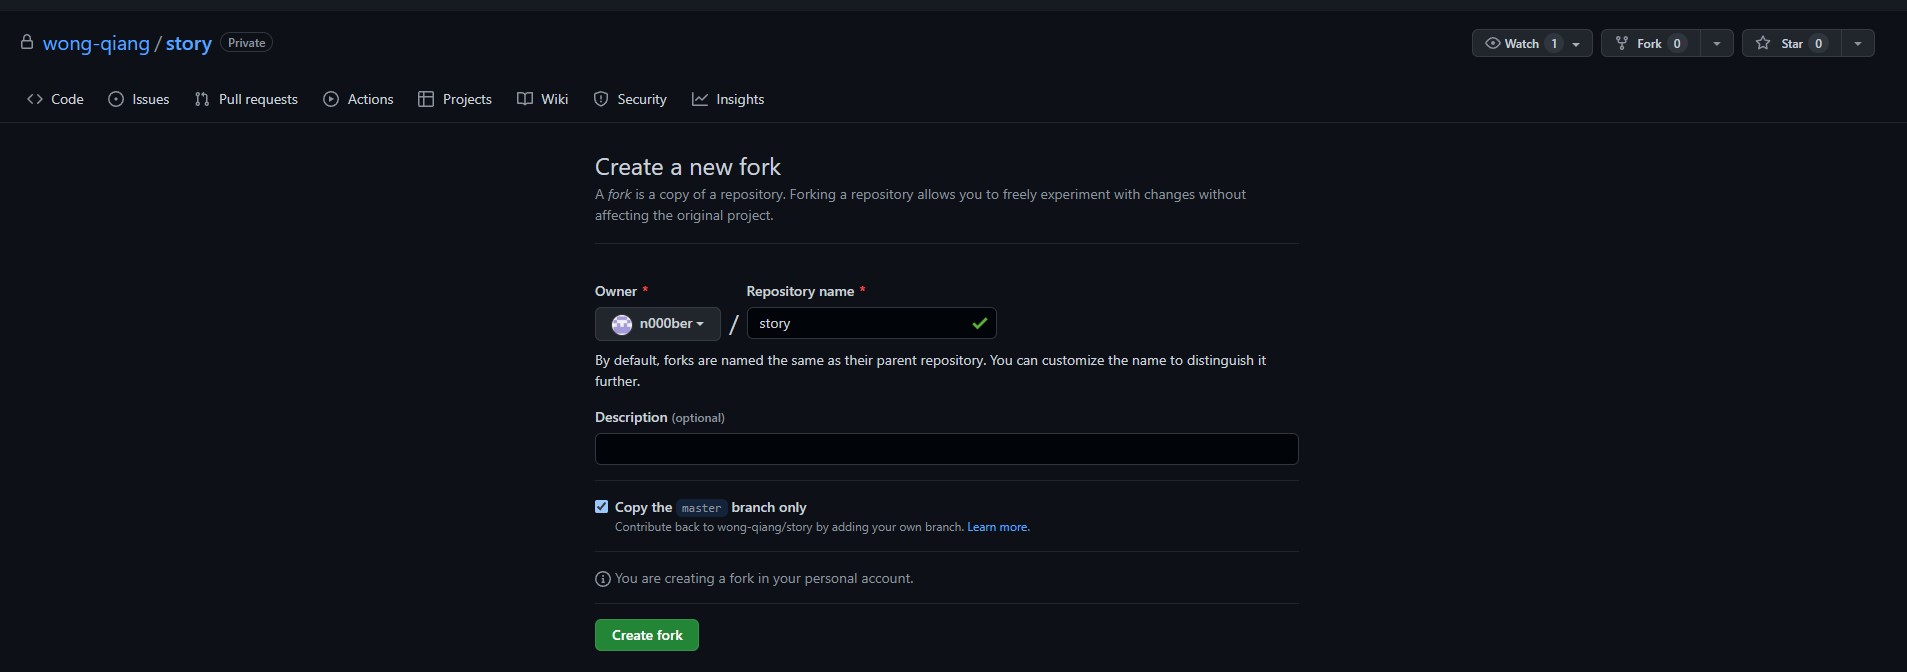 wong-qiang / story Private
Watch 1 Fork 0 Star 0
Code Issues Pull requests Actions Projects Wiki Security Insights
Create a new fork
A fork is a copy of a repository. Forking a repository allows you to freely experiment with changes without
affecting the original project.
Owner * Repository name *
n000ber / story
By default, forks are named the same as their parent repository. You can customize the name to distinguish it
further.
Description (optional)
Copy the master branch only
Contribute back to wong-qiang/story by adding your own branch. Learn more.
You are creating a fork in your personal account.
Create fork